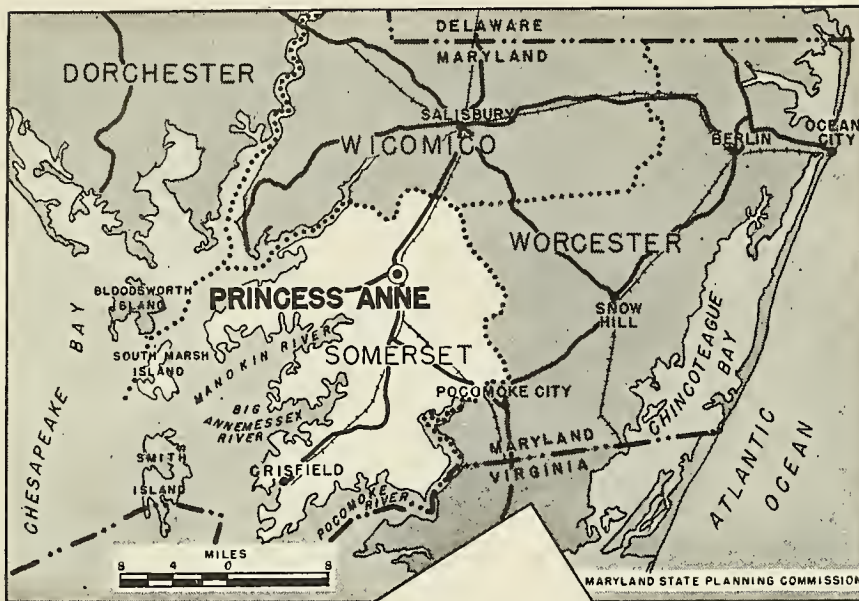 DELAWARE
MARYLAND
DORCHESTER
SALISBURY
WICOMICO
BERLIN
OCEAN
CITY
WORCESTER
PRINCESS ANNE
BLOODSWORTH
ISLAND
SNOW
HILL
SOUTH MARSH
ISLAND
MANOKIN RIVER
SOMERSET
CHINCOTEAGUE
BAY
CHESAPEAKE BAY
BIG
ANNEMESSEX
RIVER
POCOMOKE CITY
SMITH
ISLAND
CRISFIELD
MARYLAND
VIRGINIA
ATLANTIC
OCEAN
POCOMOKE
RIVER
MILES
8 4 0 8
MARYLAND STATE PLANNING COMMISSION